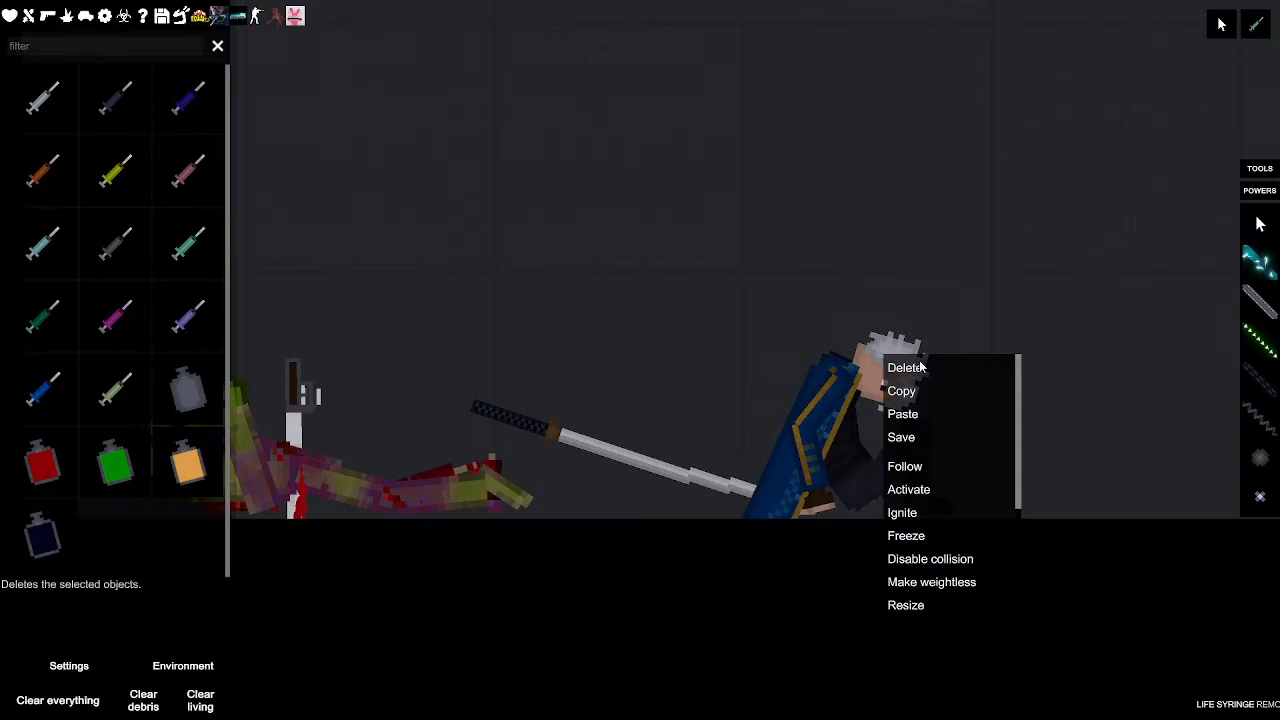 filter
TOOLS
POWERS
Delete
Copy
Paste
Save
Follow
Activate
Ignite
Freeze
Disable collision
Make weightless
Resize
Deletes the selected objects.
Settings
Environment
Clear everything
Clear
debris
Clear
living
LIFE SYRINGE REMO